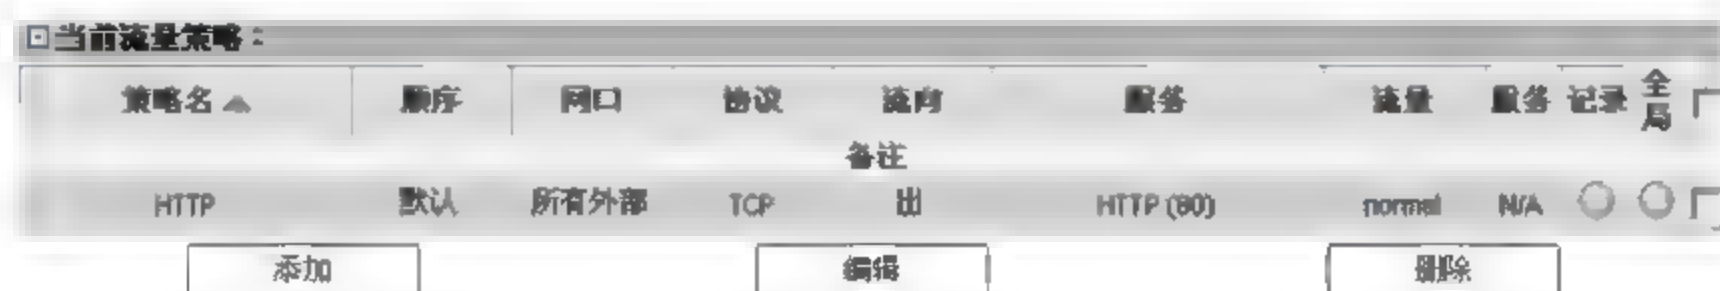 当前流量策略：
策略名 顺序 网口 协议 流向 服务 流量 服务 记录 全局
备注
HTTP 默认 所有外部 TCP 出 HTTP (80) normal N/A
添加 编辑 删除